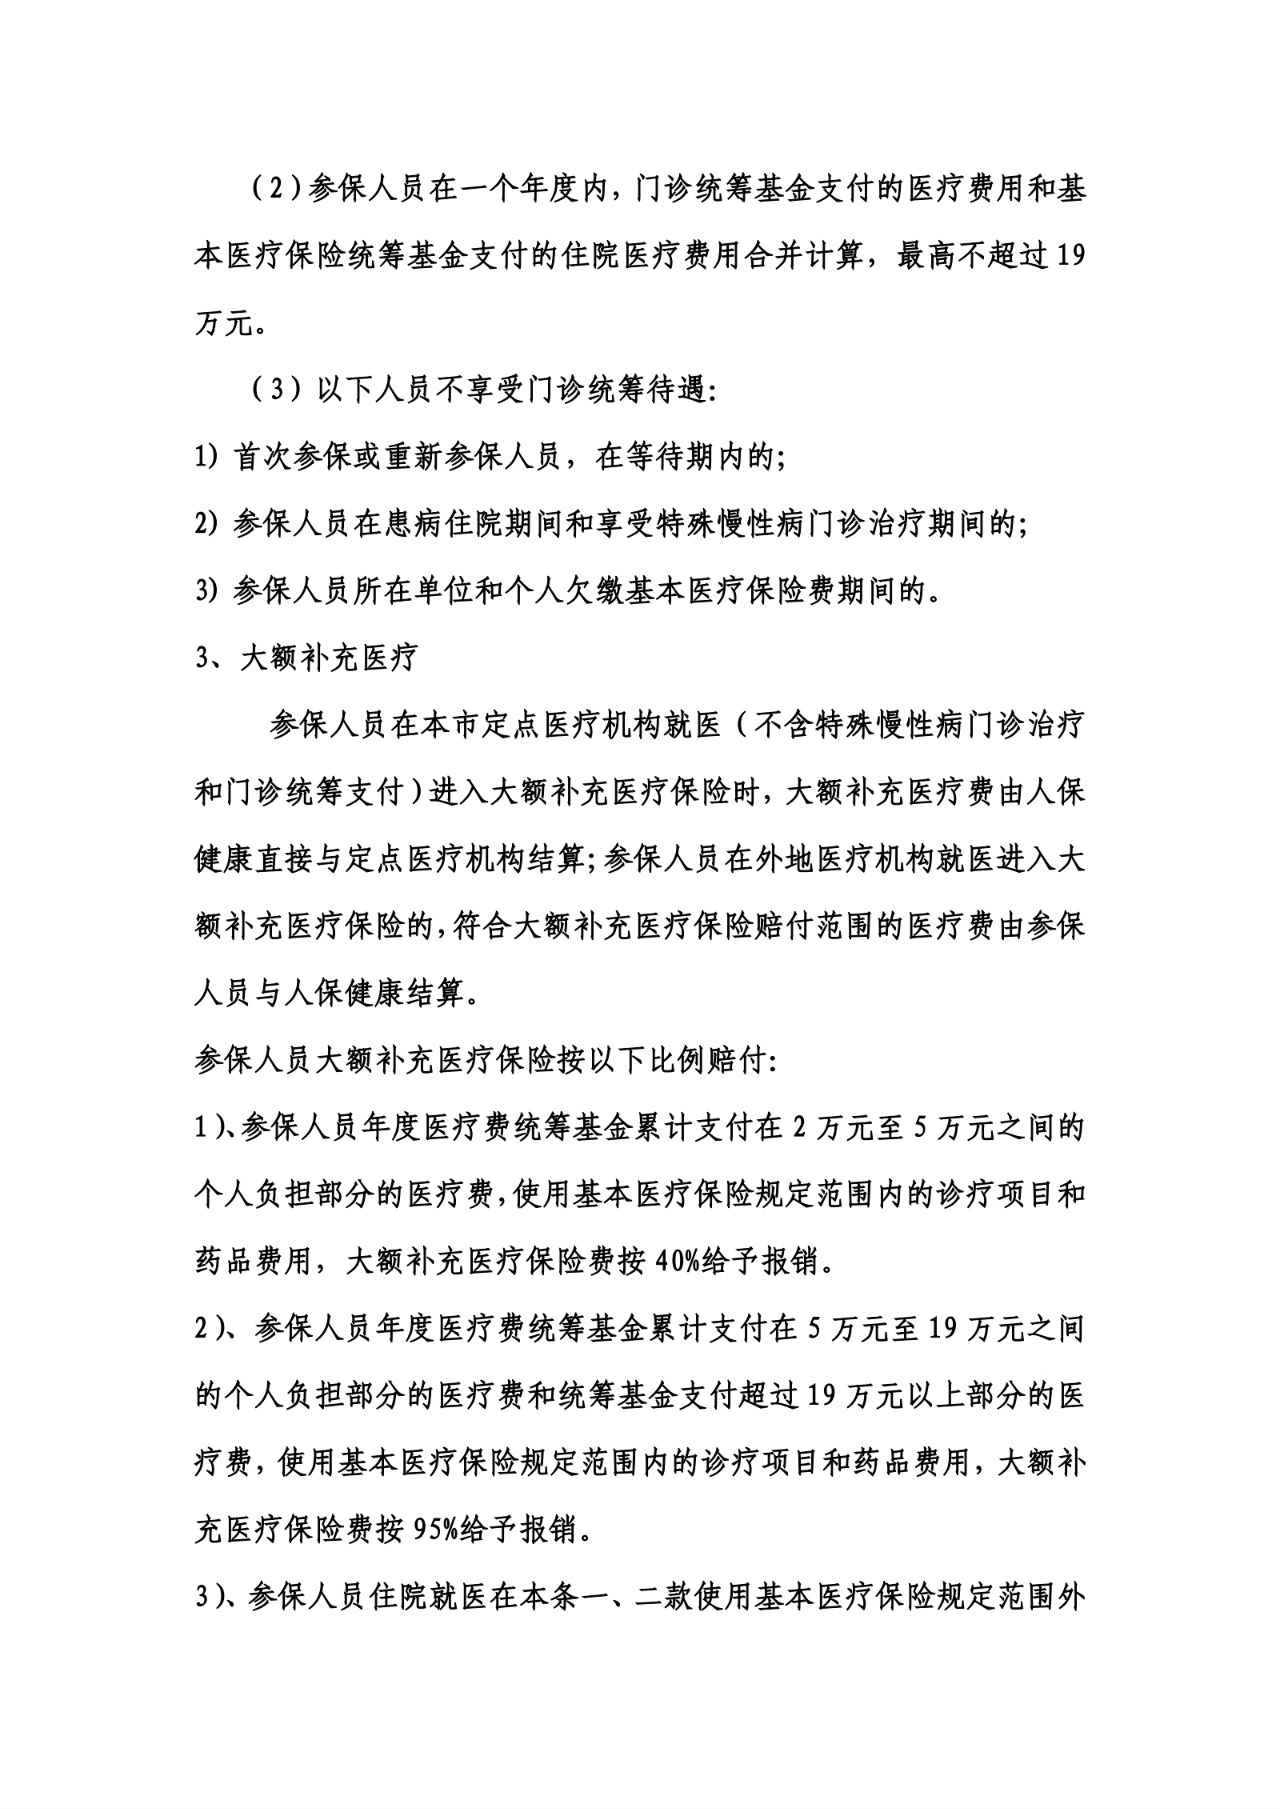 （2）参保人员在一个年度内，门诊统筹基金支付的医疗费用和基
本医疗保险统筹基金支付的住院医疗费用合并计算，最高不超过19
万元。
（3）以下人员不享受门诊统筹待遇：
1）首次参保或重新参保人员，在等待期内的；
2）参保人员在患病住院期间和享受特殊慢性病门诊治疗期间的；
3）参保人员所在单位和个人欠缴基本医疗保险费期间的。
3、大额补充医疗
参保人员在本市定点医疗机构就医（不含特殊慢性病门诊治疗
和门诊统筹支付）进入大额补充医疗保险时，大额补充医疗费由人保
健康直接与定点医疗机构结算；参保人员在外地医疗机构就医进入大
额补充医疗保险的，符合大额补充医疗保险赔付范围的医疗费由参保
人员与人保健康结算。
参保人员大额补充医疗保险按以下比例赔付：
1）、参保人员年度医疗费统筹基金累计支付在 2 万元至 5 万元之间的
个人负担部分的医疗费，使用基本医疗保险规定范围内的诊疗项目和
药品费用，大额补充医疗保险费按 40%给予报销。
2）、参保人员年度医疗费统筹基金累计支付在 5 万元至 19 万元之间
的个人负担部分的医疗费和统筹基金支付超过 19 万元以上部分的医
疗费，使用基本医疗保险规定范围内的诊疗项目和药品费用，大额补
充医疗保险费按 95%给予报销。
3）、参保人员住院就医在本条一、二款使用基本医疗保险规定范围外